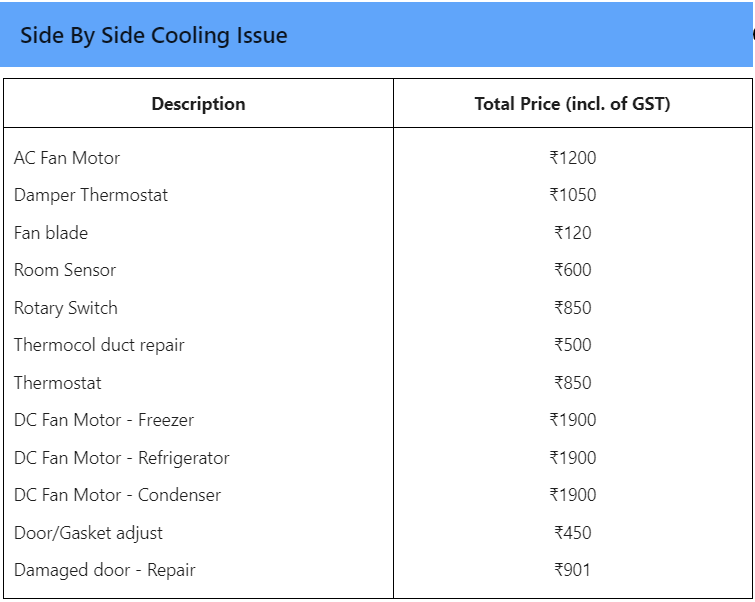 Side By Side Cooling Issue
Description Total Price (incl. of GST)
AC Fan Motor ₹1200
Damper Thermostat ₹1050
Fan blade ₹120
Room Sensor ₹600
Rotary Switch ₹850
Thermocol duct repair ₹500
Thermostat ₹850
DC Fan Motor - Freezer ₹1900
DC Fan Motor - Refrigerator ₹1900
DC Fan Motor - Condenser ₹1900
Door/Gasket adjust ₹450
Damaged door - Repair ₹901